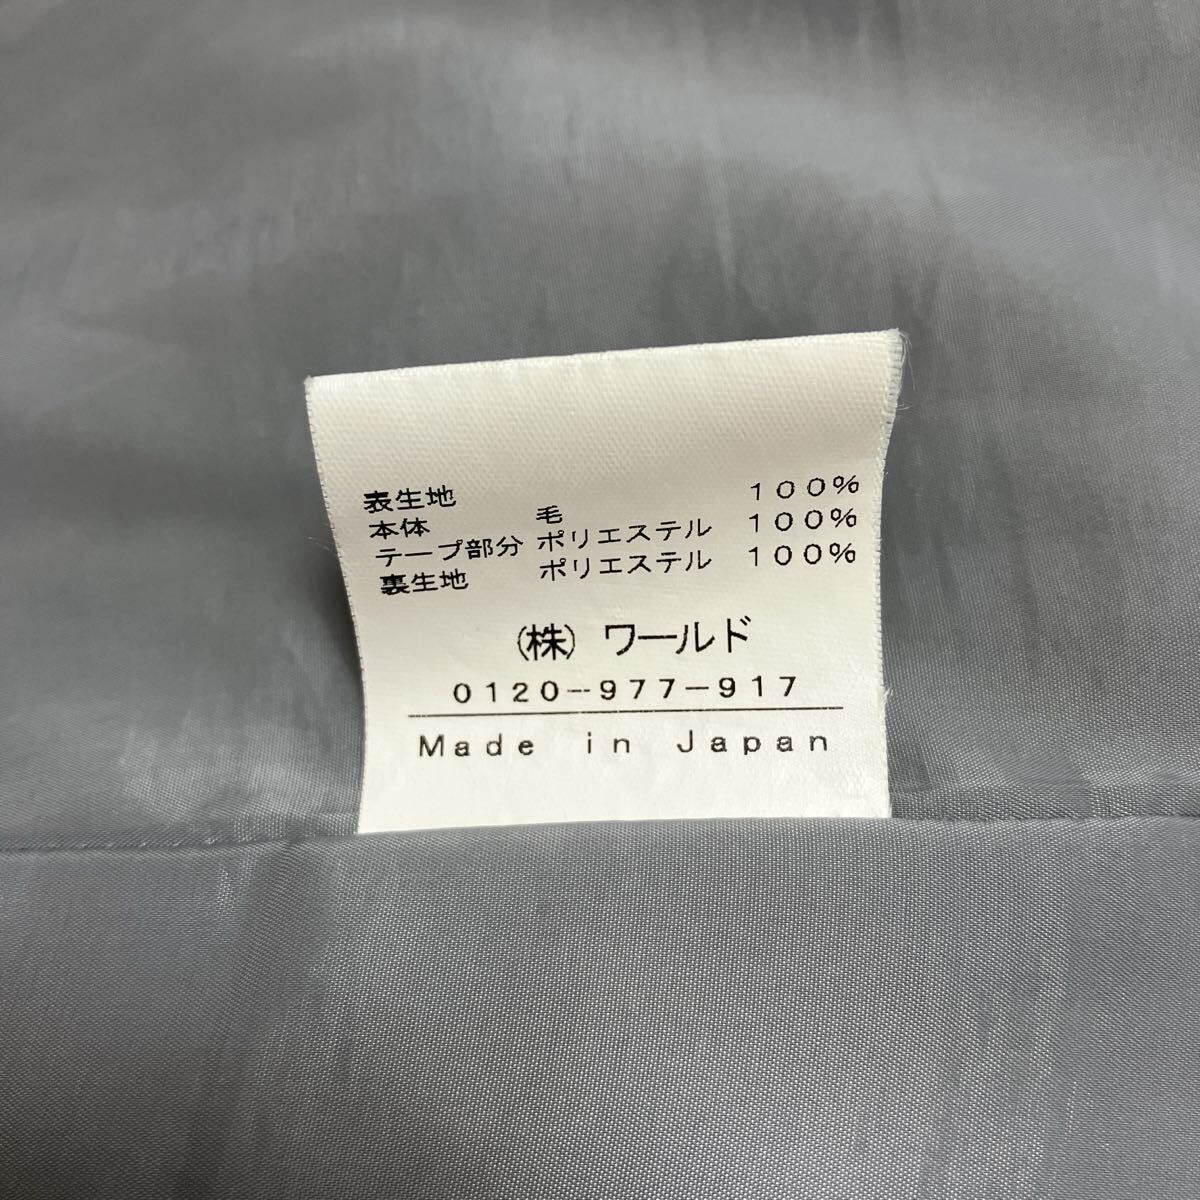 表生地
本体 毛 100%
テープ部分 ポリエステル 100%
裏生地 ポリエステル 100%
(株) ワールド
0120-977-917
Made in Japan